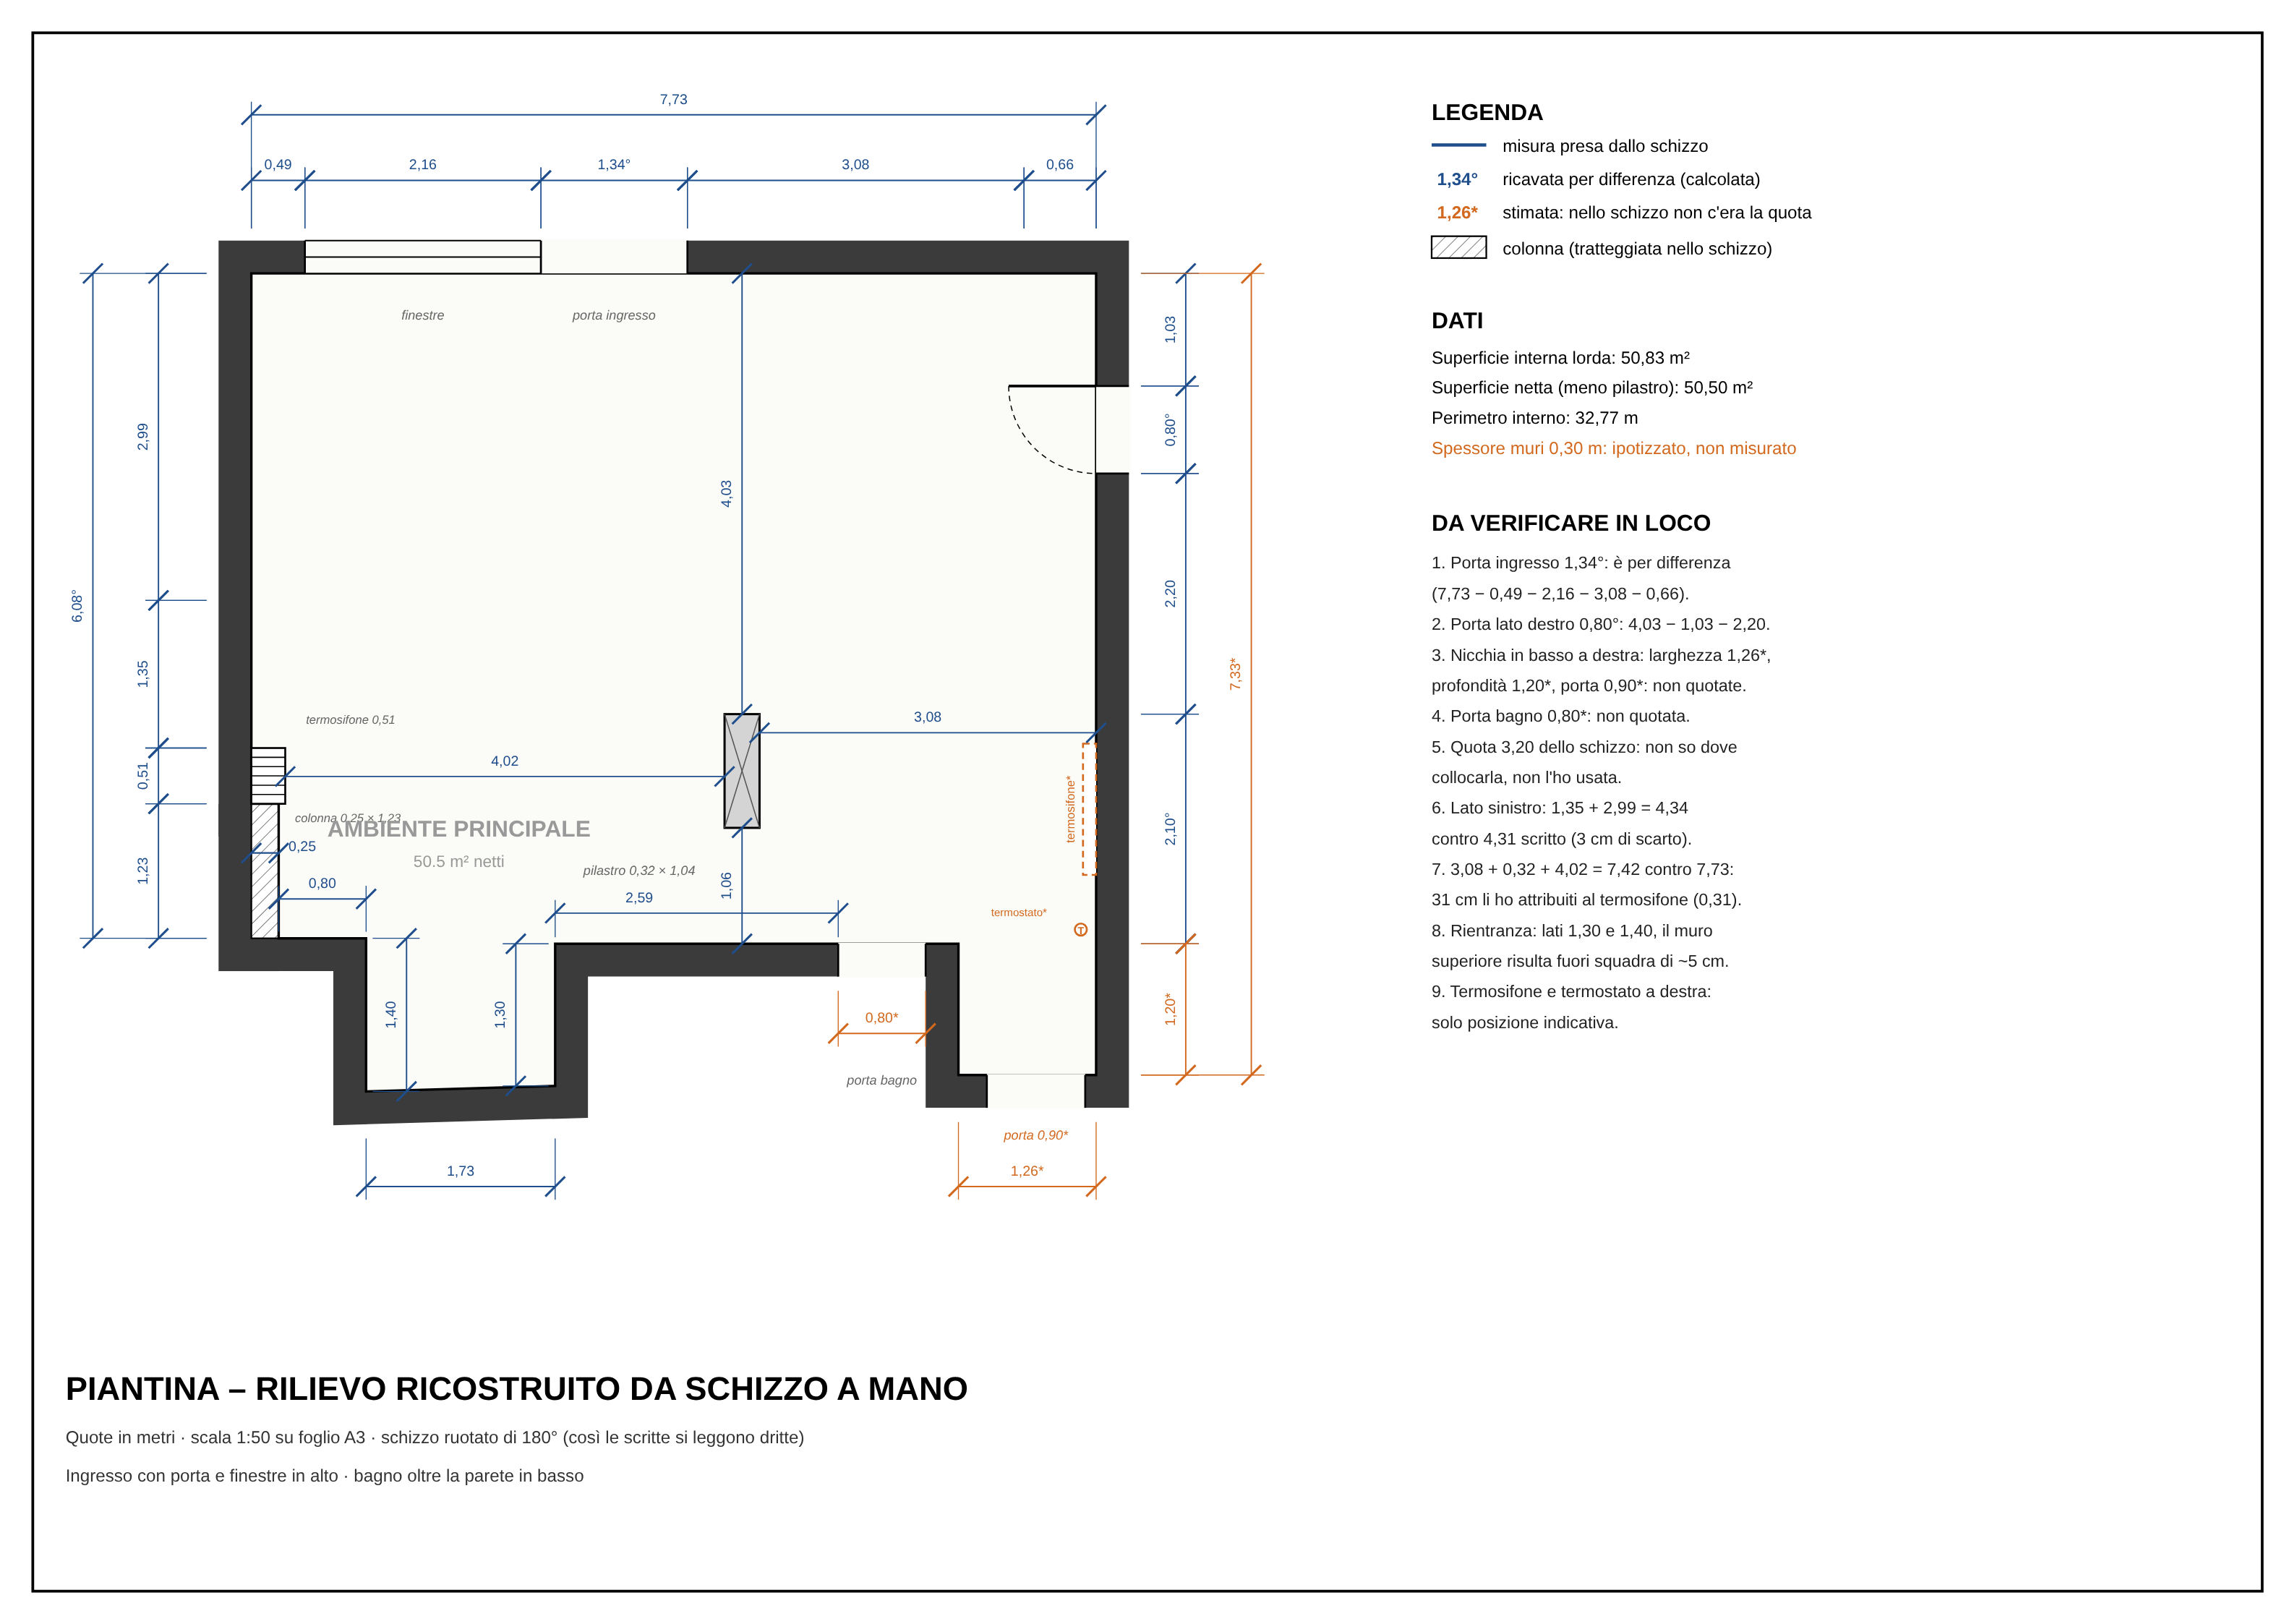 7,73
0,49
2,16
1,34°
3,08
0,66
finestre
porta ingresso
6,08°
2,99
1,35
0,51
1,23
4,03
1,03
0,80°
2,20
2,10°
1,20*
7,33*
termosifone 0,51
3,08
4,02
colonna 0,25 × 1,23
AMBIENTE PRINCIPALE
50.5 m² netti
0,25
0,80
pilastro 0,32 × 1,04
2,59
1,06
termosifone*
termostato*
T
1,40
1,30
0,80*
porta bagno
porta 0,90*
1,73
1,26*
LEGENDA
misura presa dallo schizzo
1,34° ricavata per differenza (calcolata)
1,26* stimata: nello schizzo non c'era la quota
colonna (tratteggiata nello schizzo)
DATI
Superficie interna lorda: 50,83 m²
Superficie netta (meno pilastro): 50,50 m²
Perimetro interno: 32,77 m
Spessore muri 0,30 m: ipotizzato, non misurato
DA VERIFICARE IN LOCO
1. Porta ingresso 1,34°: è per differenza
(7,73 − 0,49 − 2,16 − 3,08 − 0,66).
2. Porta lato destro 0,80°: 4,03 − 1,03 − 2,20.
3. Nicchia in basso a destra: larghezza 1,26*,
profondità 1,20*, porta 0,90*: non quotate.
4. Porta bagno 0,80*: non quotata.
5. Quota 3,20 dello schizzo: non so dove
collocarla, non l'ho usata.
6. Lato sinistro: 1,35 + 2,99 = 4,34
contro 4,31 scritto (3 cm di scarto).
7. 3,08 + 0,32 + 4,02 = 7,42 contro 7,73:
31 cm li ho attribuiti al termosifone (0,31).
8. Rientranza: lati 1,30 e 1,40, il muro
superiore risulta fuori squadra di ~5 cm.
9. Termosifone e termostato a destra:
solo posizione indicativa.
PIANTINA – RILIEVO RICOSTRUITO DA SCHIZZO A MANO
Quote in metri · scala 1:50 su foglio A3 · schizzo ruotato di 180° (così le scritte si leggono dritte)
Ingresso con porta e finestre in alto · bagno oltre la parete in basso